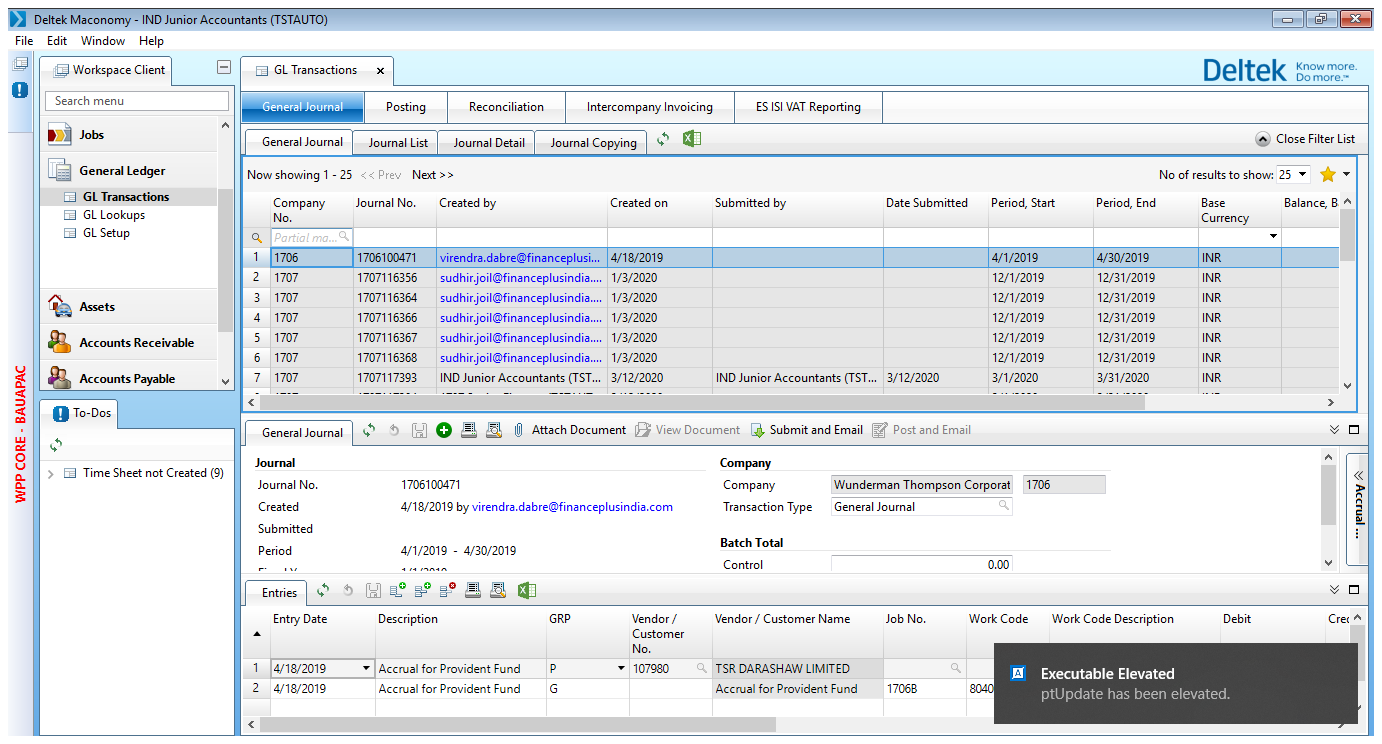 Deltek Maconomy - IND Junior Accountants (TSTAUTO)
File Edit Window Help
WPP CORE - BAUAPAC
Workspace Client
Search menu
Jobs
General Ledger
GL Transactions
GL Lookups
GL Setup
Assets
Accounts Receivable
Accounts Payable
To-Dos
Time Sheet not Created (9)
GL Transactions
Deltek Know more. Do more.™
General Journal Posting Reconciliation Intercompany Invoicing ES ISI VAT Reporting
General Journal Journal List Journal Detail Journal Copying Close Filter List
Now showing 1 - 25 << Prev Next >> No of results to show: 25
Company No. Journal No. Created by Created on Submitted by Date Submitted Period, Start Period, End Base Currency Balance, B
Partial ma...
1 1706 1706100471 virendra.dabre@financeplusi... 4/18/2019 4/1/2019 4/30/2019 INR
2 1707 1707116356 sudhir.joil@financeplusindia.... 1/3/2020 12/1/2019 12/31/2019 INR
3 1707 1707116364 sudhir.joil@financeplusindia.... 1/3/2020 12/1/2019 12/31/2019 INR
4 1707 1707116366 sudhir.joil@financeplusindia.... 1/3/2020 12/1/2019 12/31/2019 INR
5 1707 1707116367 sudhir.joil@financeplusindia.... 1/3/2020 12/1/2019 12/31/2019 INR
6 1707 1707116368 sudhir.joil@financeplusindia.... 1/3/2020 12/1/2019 12/31/2019 INR
7 1707 1707117393 IND Junior Accountants (TST... 3/12/2020 IND Junior Accountants (TST... 3/12/2020 3/1/2020 3/31/2020 INR
General Journal Attach Document View Document Submit and Email Post and Email
Journal
Journal No. 1706100471
Created 4/18/2019 by virendra.dabre@financeplusindia.com
Submitted
Period 4/1/2019 - 4/30/2019
Company
Company Wunderman Thompson Corporat 1706
Transaction Type General Journal
Batch Total
Control 0.00
Accrual ...
Entries
Entry Date Description GRP Vendor / Customer No. Vendor / Customer Name Job No. Work Code Work Code Description Debit Cre
1 4/18/2019 Accrual for Provident Fund P 107980 TSR DARASHAW LIMITED
2 4/18/2019 Accrual for Provident Fund G Accrual for Provident Fund 1706B 8040
Executable Elevated
ptUpdate has been elevated.